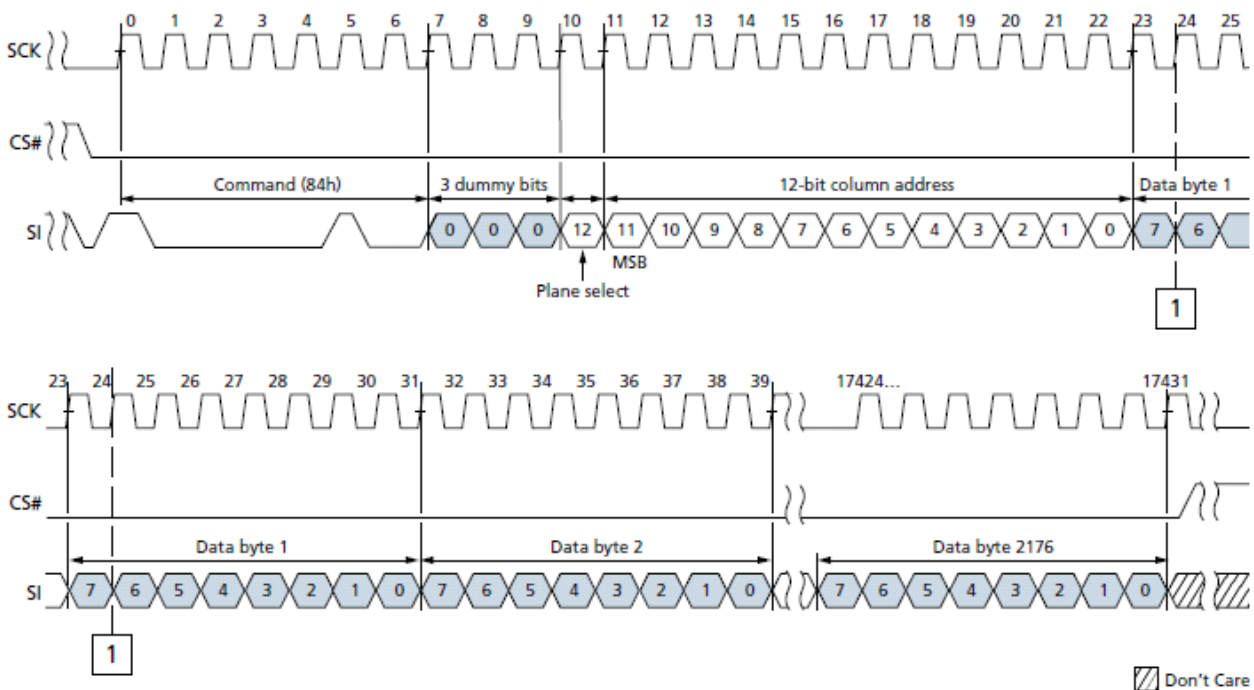 0 1 2 3 4 5 6 7 8 9 10 11 12 13 14 15 16 17 18 19 20 21 22 23 24 25
SCK
CS#
Command (84h) 3 dummy bits 12-bit column address Data byte 1
SI 0 0 0 12 11 10 9 8 7 6 5 4 3 2 1 0 7 6
MSB
Plane select
1
23 24 25 26 27 28 29 30 31 32 33 34 35 36 37 38 39 17424... 17431
SCK
CS#
Data byte 1 Data byte 2 Data byte 2176
SI 7 6 5 4 3 2 1 0 7 6 5 4 3 2 1 0 7 6 5 4 3 2 1 0
1
Don't Care